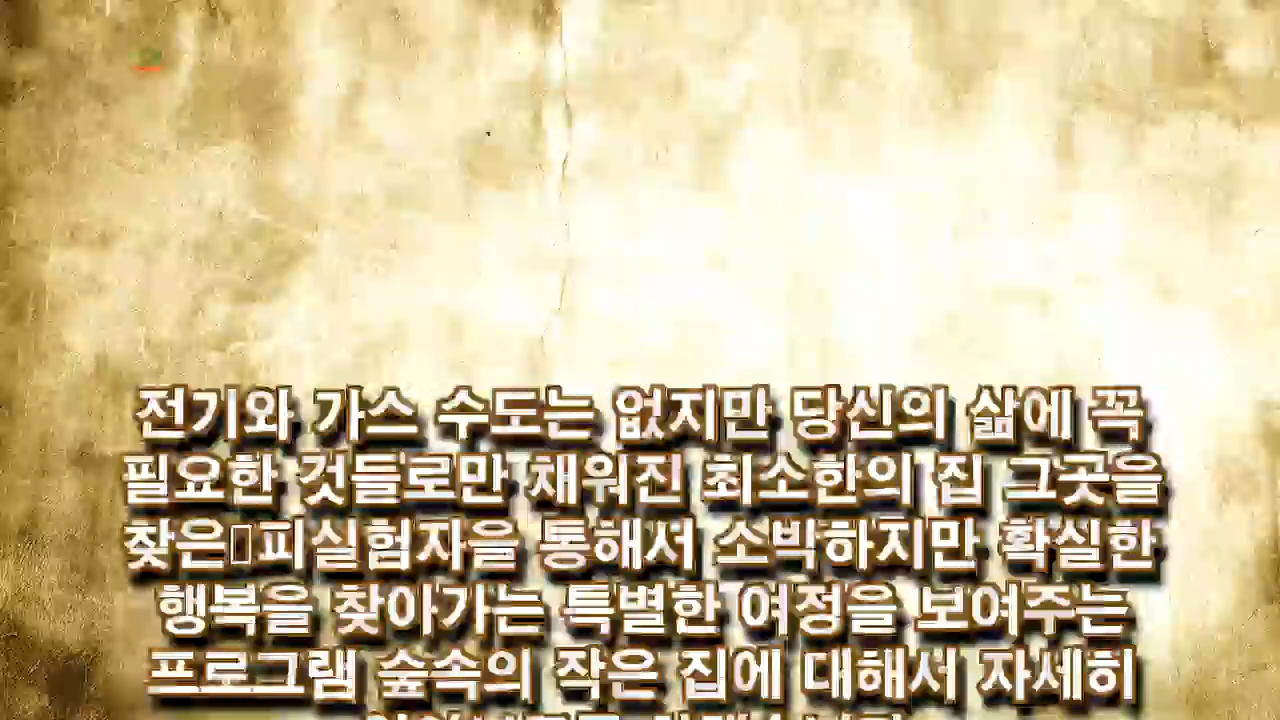 전기와 가스 수도는 없지만 당신의 삶에 꼭
필요한 것들로만 채워진 최소한의 집 그곳을
찾은 피실험자을 통해서 소박하지만 확실한
행복을 찾아가는 특별한 여정을 보여주는
프로그램 숲속의 작은 집에 대해서 자세히